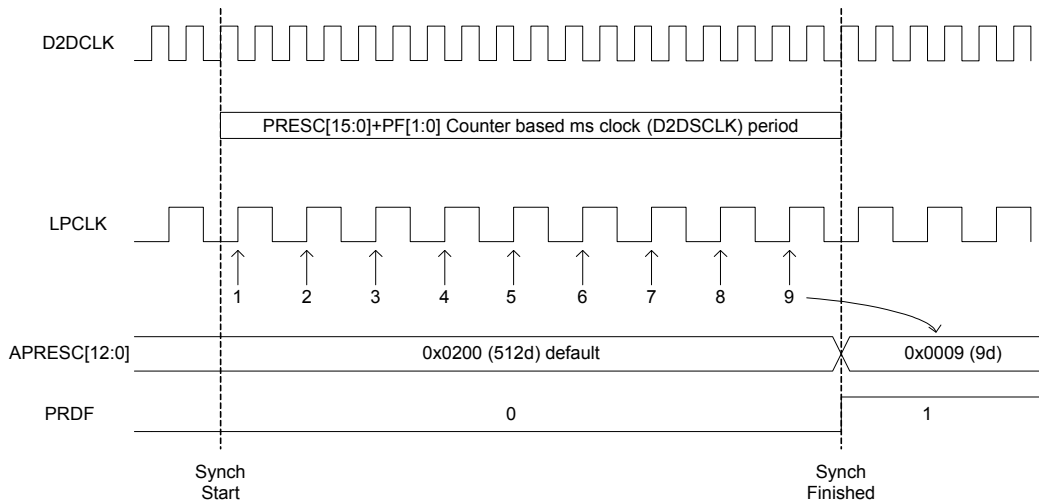 D2DCLK
PRESC[15:0]+PF[1:0] Counter based ms clock (D2DSCLK) period
LPCLK
1 2 3 4 5 6 7 8 9
APRESC[12:0] 0x0200 (512d) default 0x0009 (9d)
PRDF 0 1
Synch Synch
Start Finished